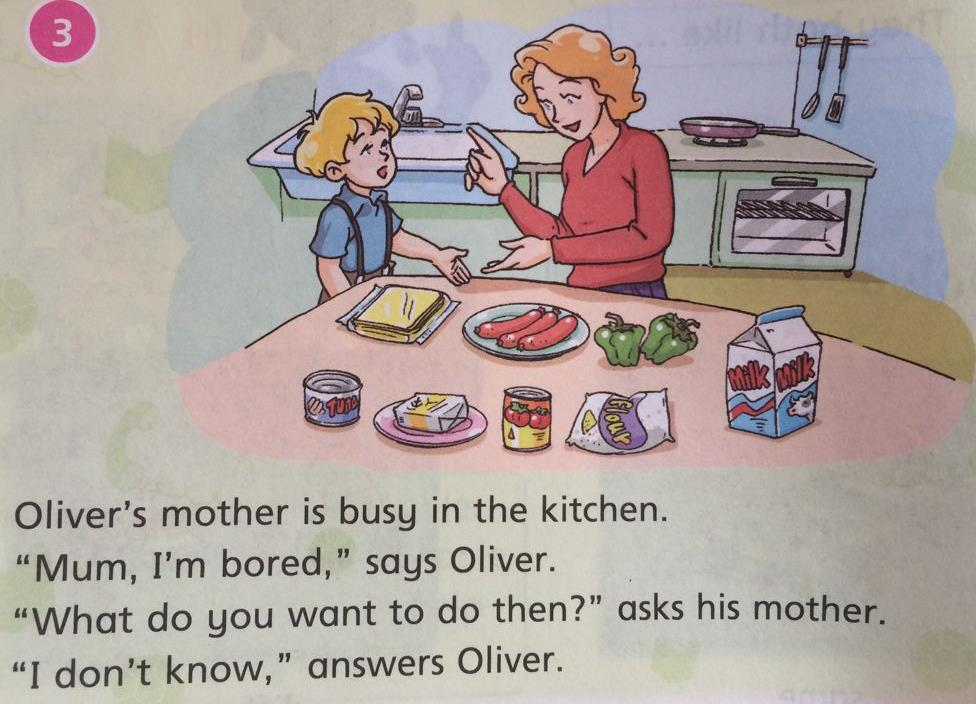 3
Tuna
Flour
Milk Milk
Oliver's mother is busy in the kitchen.
“Mum, I'm bored,” says Oliver.
“What do you want to do then?” asks his mother.
“I don't know,” answers Oliver.